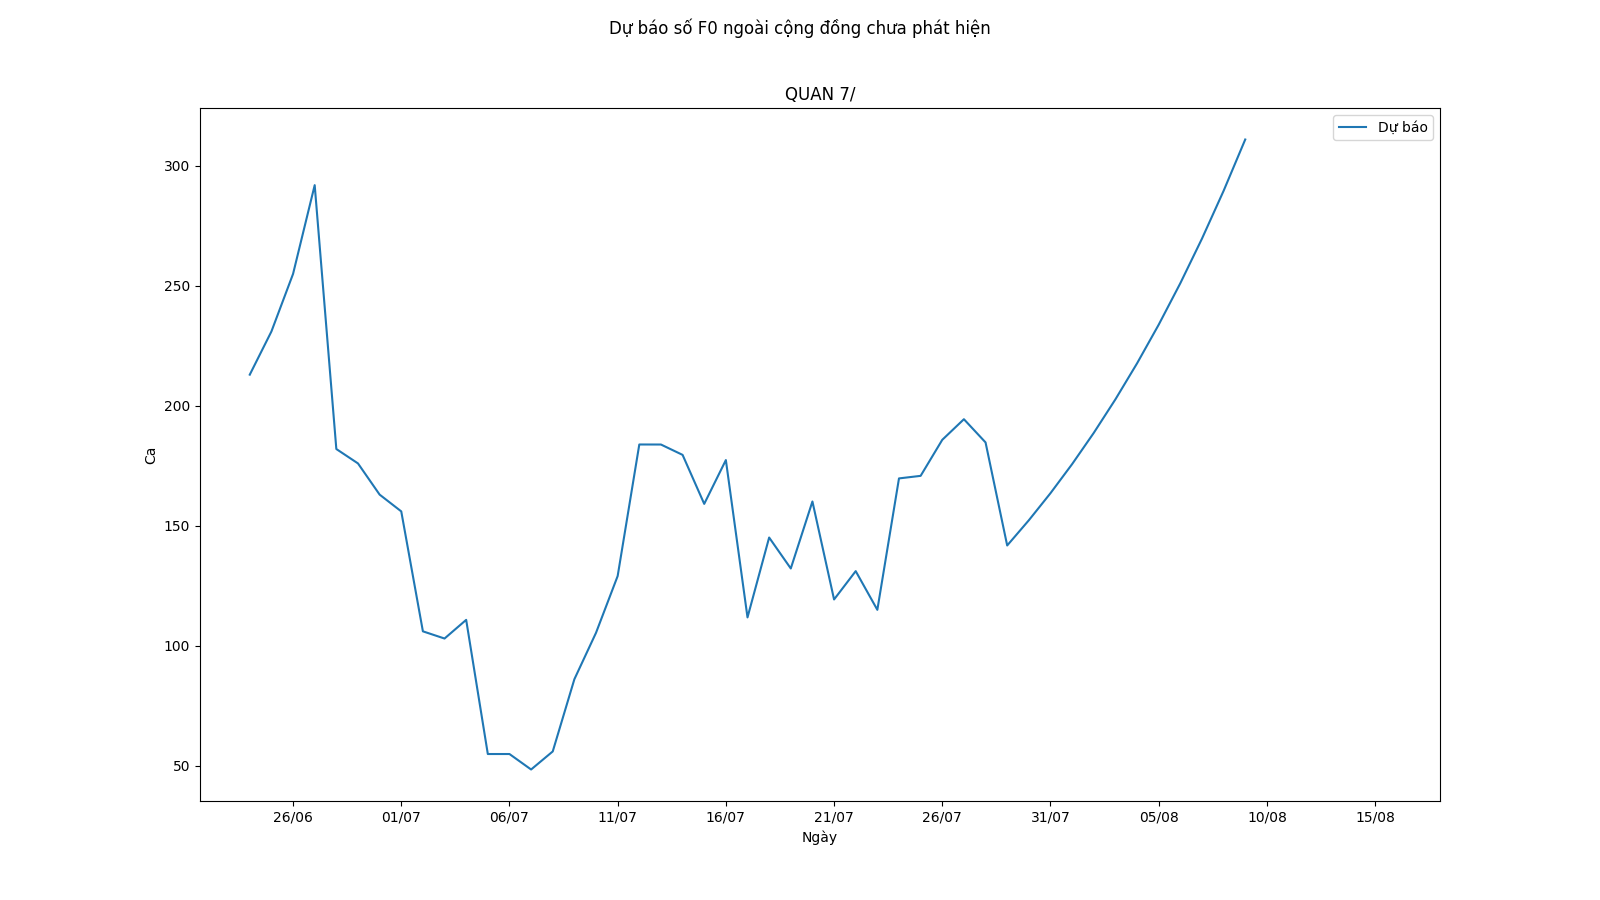 Dự báo số F0 ngoài cộng đồng chưa phát hiện
QUAN 7/
Dự báo
300
250
200
150
100
50
Ca
26/06 01/07 06/07 11/07 16/07 21/07 26/07 31/07 05/08 10/08 15/08
Ngày